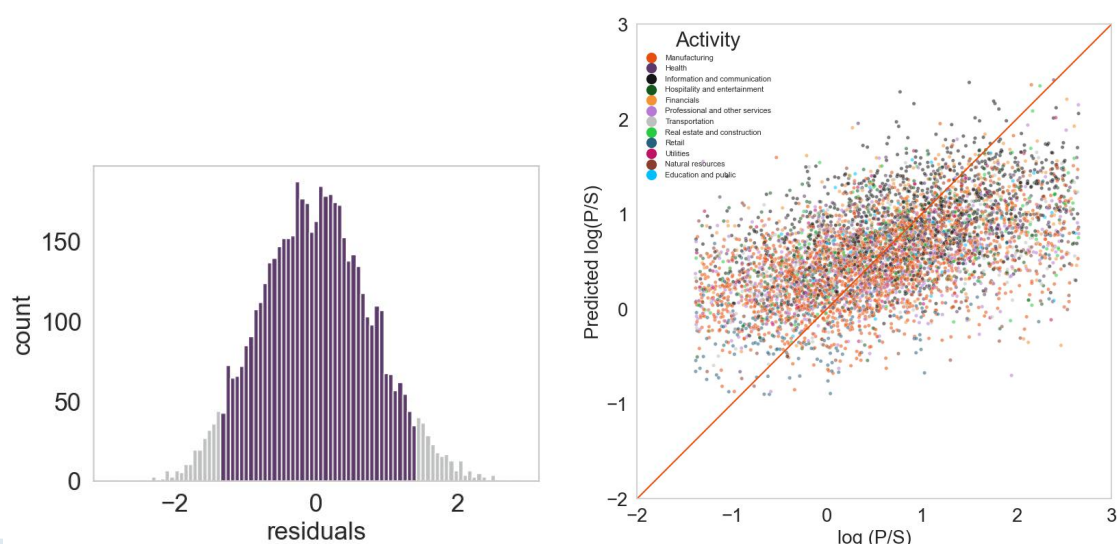 150
100
50
0
count
−2
0
2
residuals
3
2
1
0
−1
−2
Predicted log(P/S)
Activity
Manufacturing
Health
Information and communication
Hospitality and entertainment
Financials
Professional and other services
Transportation
Real estate and construction
Retail
Utilities
Natural resources
Education and public
−2
−1
0
1
2
3
log (P/S)